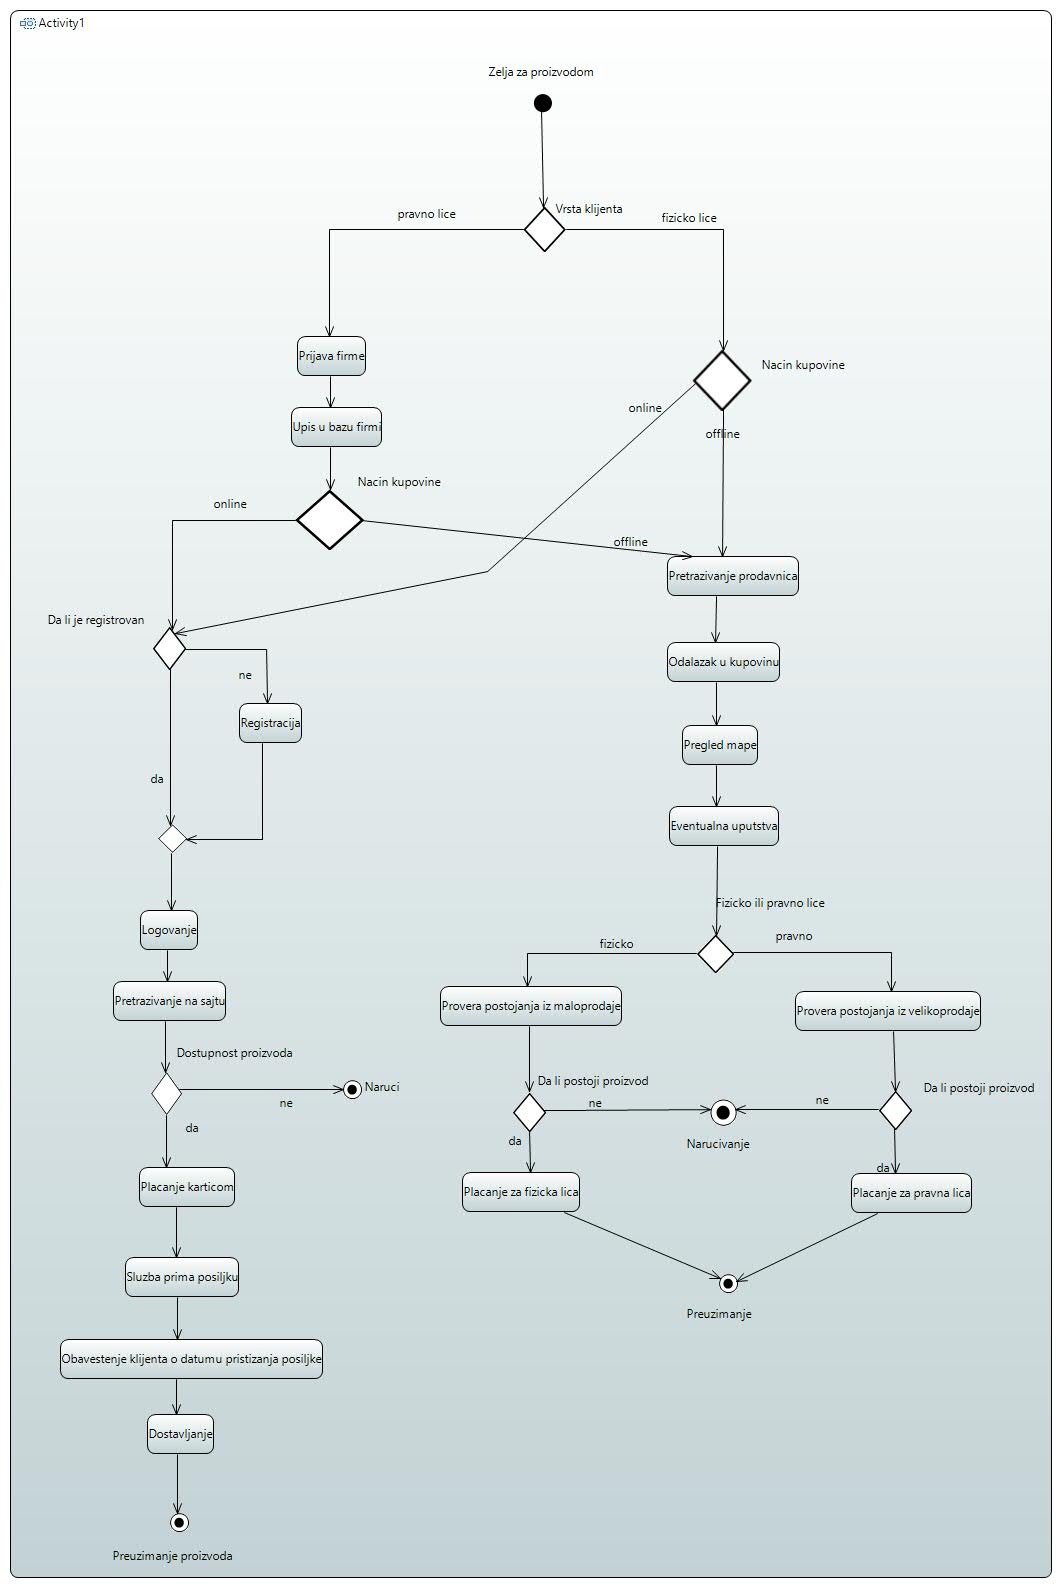 Activity1
Zelja za proizvodom
Vrsta klijenta
pravno lice
fizicko lice
Prijava firme
Nacin kupovine
online
offline
Upis u bazu firmi
Nacin kupovine
online
offline
Pretrazivanje prodavnica
Da li je registrovan
ne
Odalazak u kupovinu
Registracija
Pregled mape
da
Eventualna uputstva
Fizicko ili pravno lice
Logovanje
fizicko
pravno
Pretrazivanje na sajtu
Provera postojanja iz maloprodaje
Provera postojanja iz velikoprodaje
Dostupnost proizvoda
Naruci
ne
Da li postoji proizvod
ne
Da li postoji proizvod
ne
da
da
Narucivanje
da
Placanje karticom
Placanje za fizicka lica
Placanje za pravna lica
Sluzba prima posiljku
Preuzimanje
Obavestenje klijenta o datumu pristizanja posiljke
Dostavljanje
Preuzimanje proizvoda